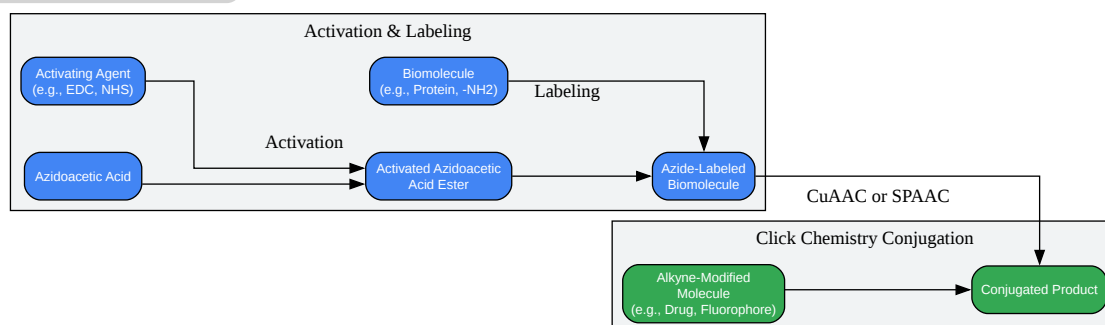 Activation & Labeling
Activating Agent
(e.g., EDC, NHS)
Biomolecule
(e.g., Protein, -NH2)
Labeling
Activation
Azidoacetic Acid
Activated Azidoacetic
Acid Ester
Azide-Labeled
Biomolecule
CuAAC or SPAAC
Click Chemistry Conjugation
Alkyne-Modified
Molecule
(e.g., Drug, Fluorophore)
Conjugated Product